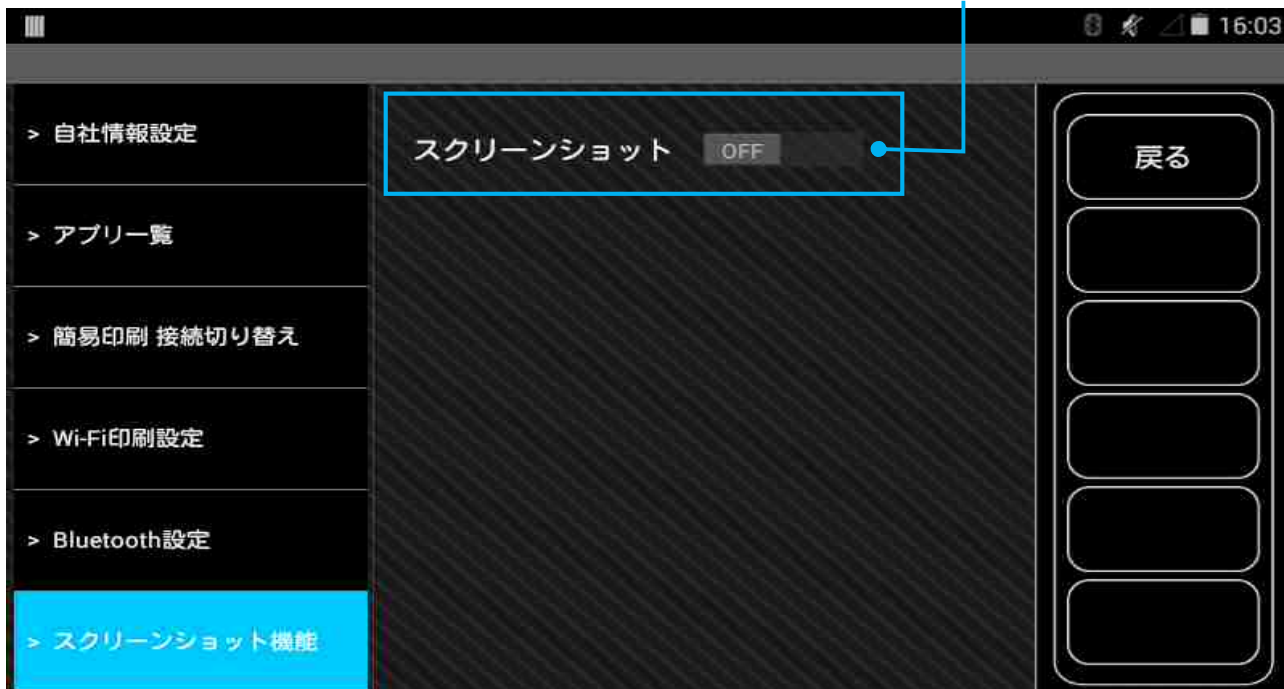 16:03
> 自社情報設定
> アプリ一覧
> 簡易印刷 接続切り替え
> Wi-Fi印刷設定
> Bluetooth設定
> スクリーンショット機能
スクリーンショット OFF
戻る